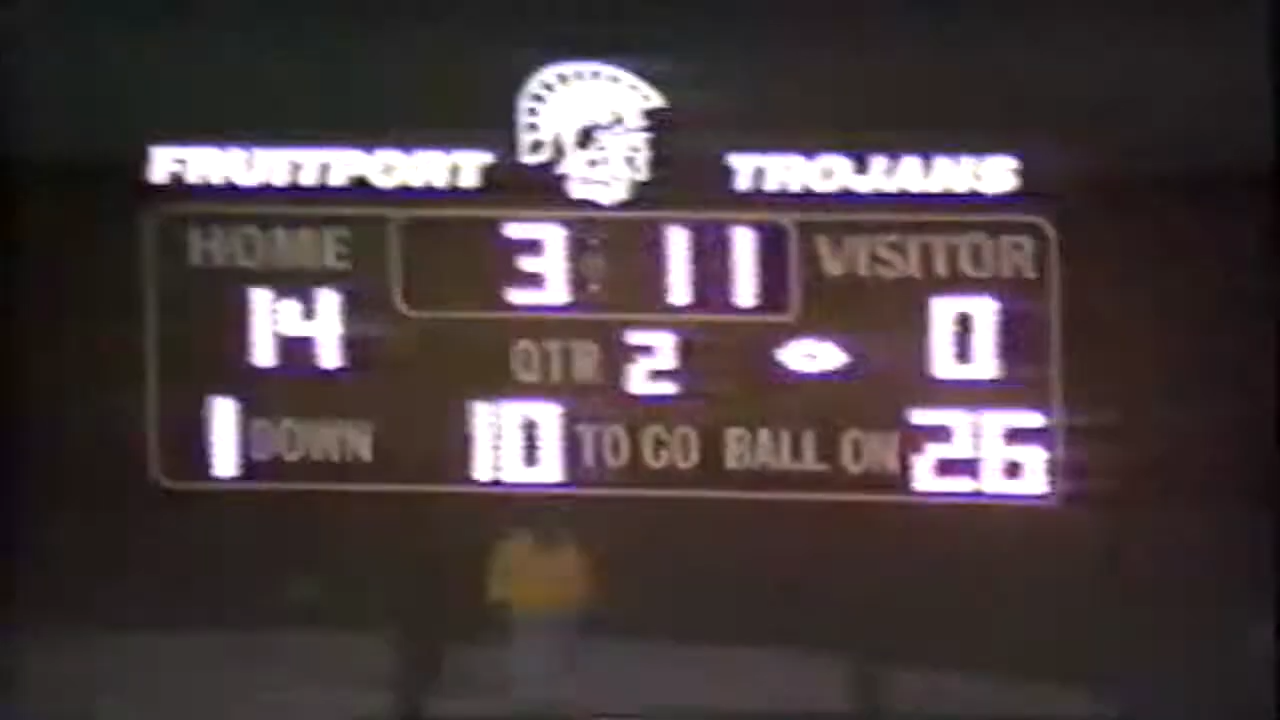 FRUITPORT TROJANS
HOME 3:11 VISITOR
14 QTR 2 0
1 DOWN 10 TO GO BALL ON 26